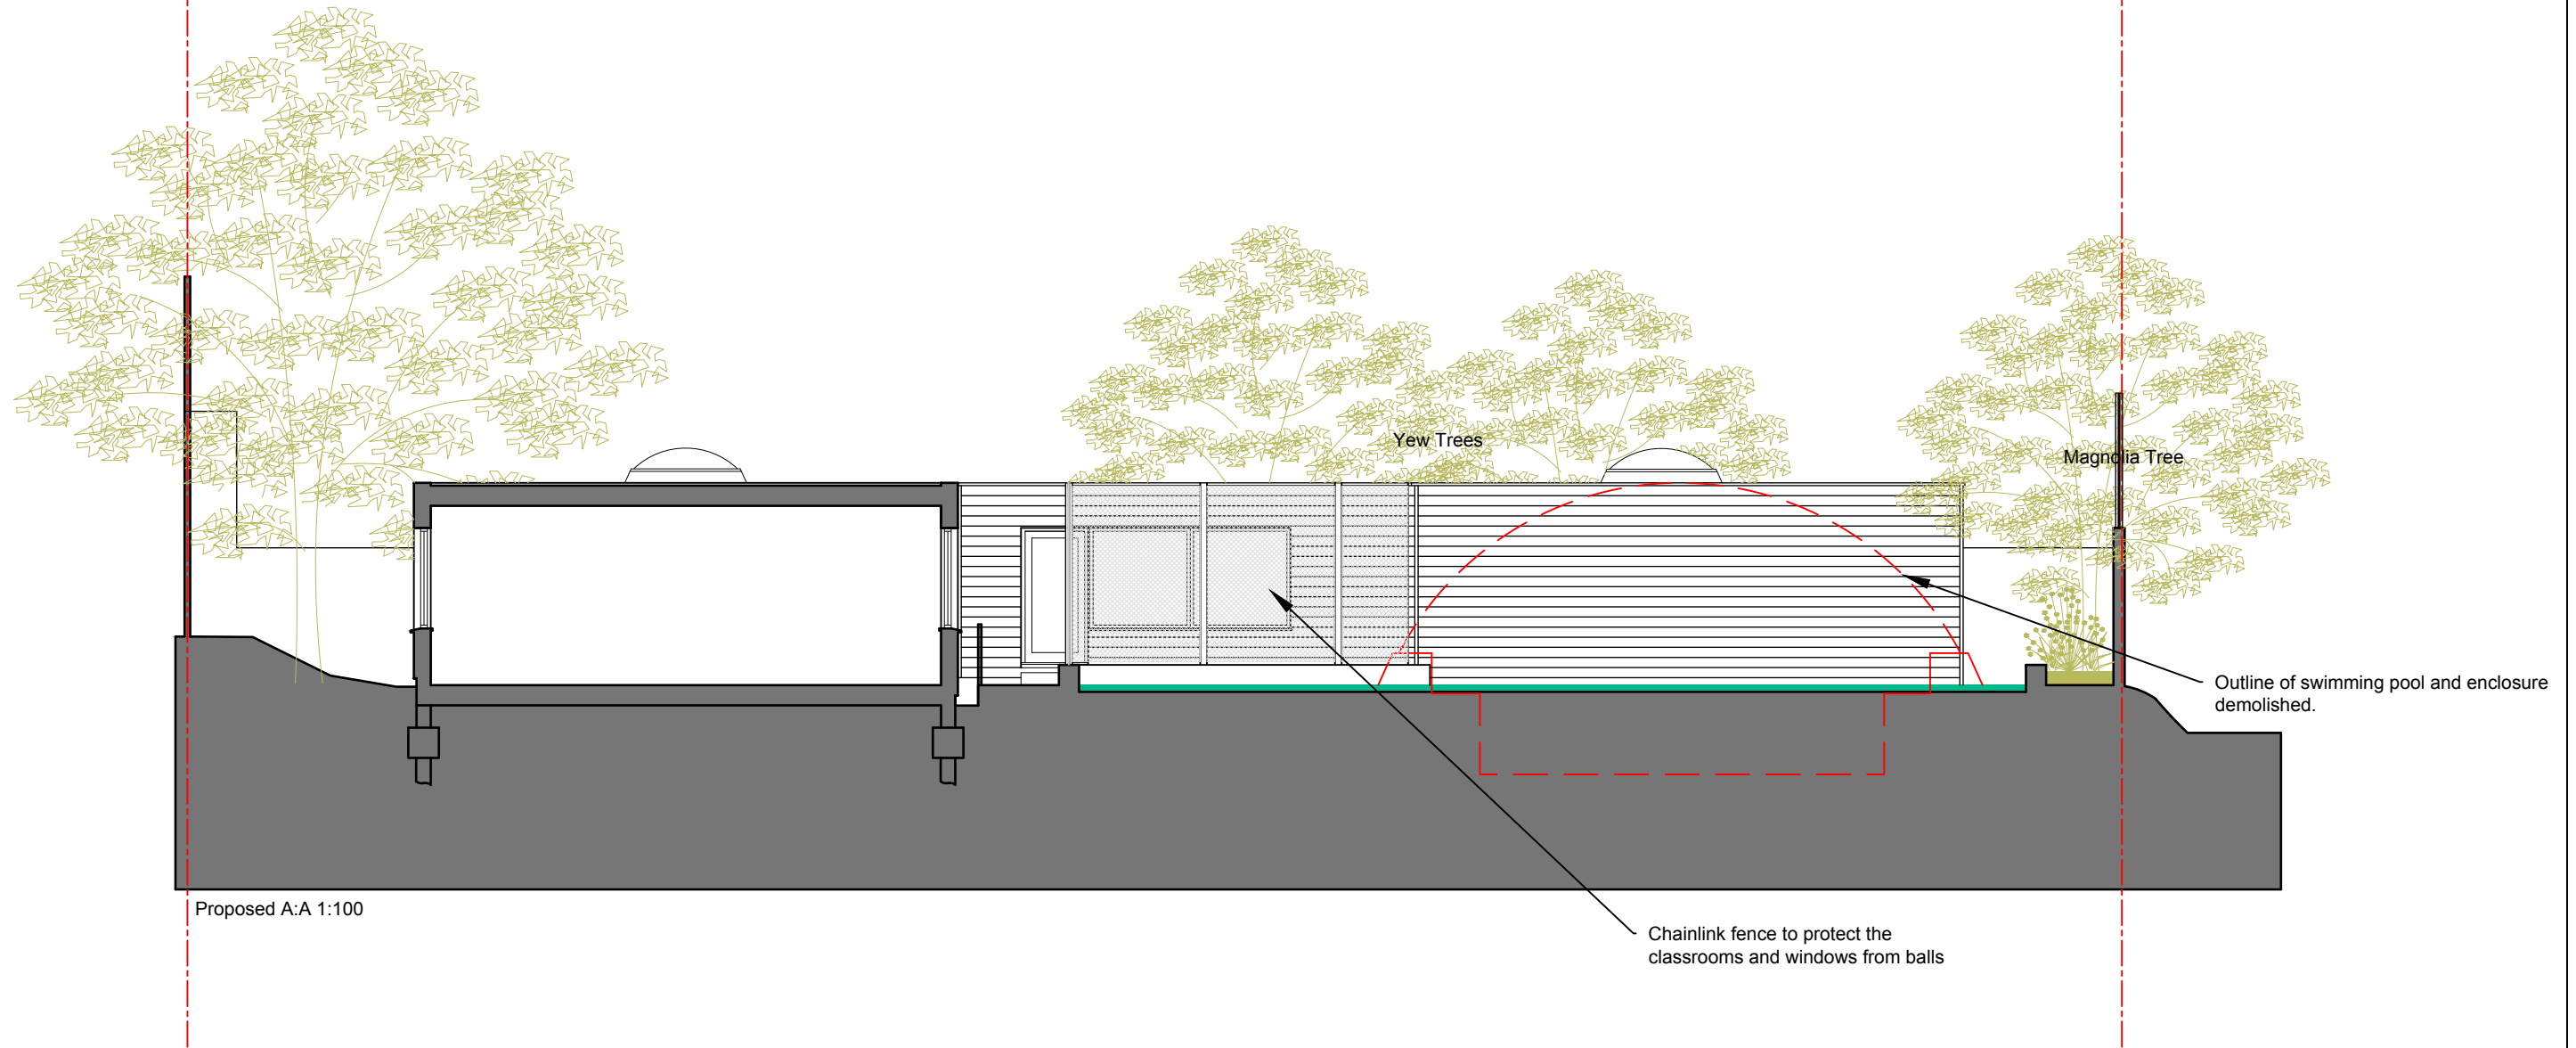 Yew Trees
Magnolia Tree
Outline of swimming pool and enclosure
demolished.
Proposed A:A 1:100
Chainlink fence to protect the
classrooms and windows from balls